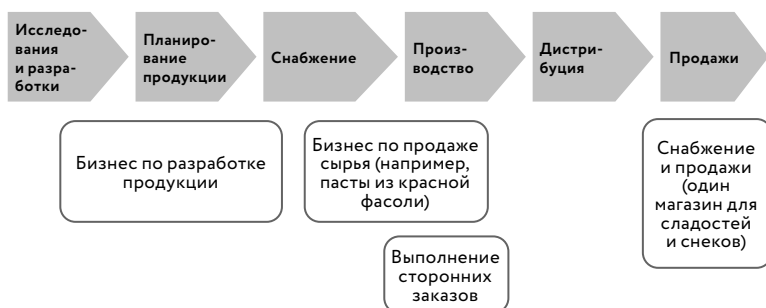 Исследо-
вания
и разра-
ботки
Планиро-
вание
продукции
Снабжение
Произ-
водство
Дистри-
буция
Продажи
Бизнес по разработке
продукции
Бизнес по продаже
сырья (например,
пасты из красной
фасоли)
Выполнение
сторонних
заказов
Снабжение
и продажи
(один
магазин для
сладостей
и снеков)